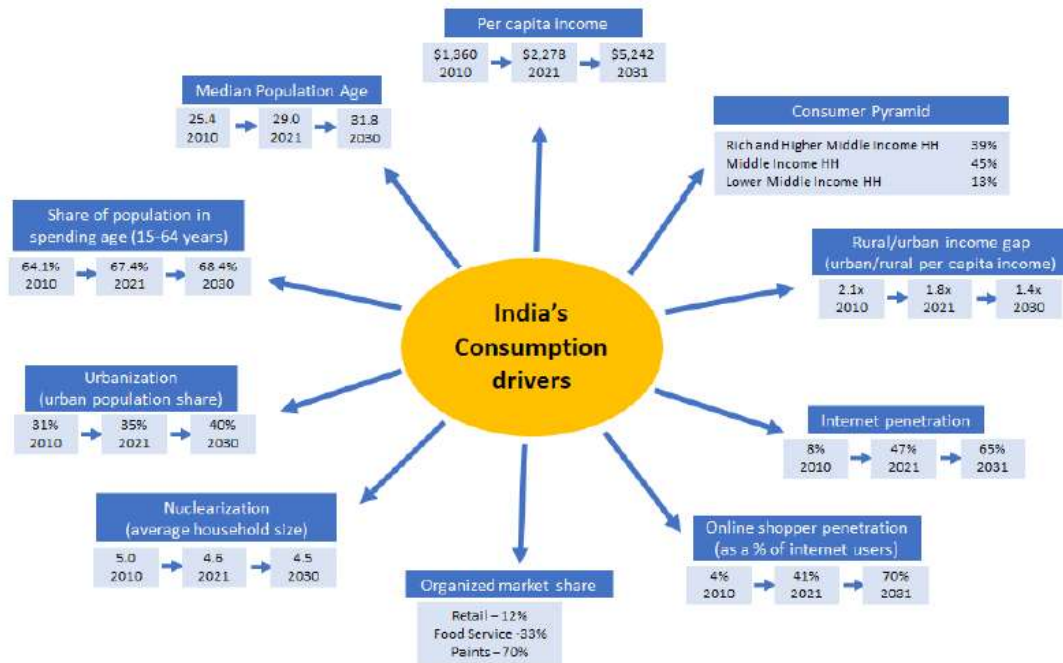 Per capita income
$1,360 $2,278 $5,242
2010 2021 2031
Median Population Age
25.4 29.0 31.8
2010 2021 2030
Consumer Pyramid
Rich and Higher Middle Income HH 39%
Middle Income HH 45%
Lower Middle Income HH 13%
Share of population in
spending age (15-64 years)
64.1% 67.4% 68.4%
2010 2021 2030
Rural/urban income gap
(urban/rural per capita income)
2.1x 1.8x 1.4x
2010 2021 2030
India's
Consumption
drivers
Urbanization
(urban population share)
31% 35% 40%
2010 2021 2030
Internet penetration
8% 47% 65%
2010 2021 2031
Nuclearization
(average household size)
5.0 4.6 4.5
2010 2021 2030
Online shopper penetration
(as a % of internet users)
4% 41% 70%
2010 2021 2031
Organized market share
Retail – 12%
Food Service -33%
Paints – 70%